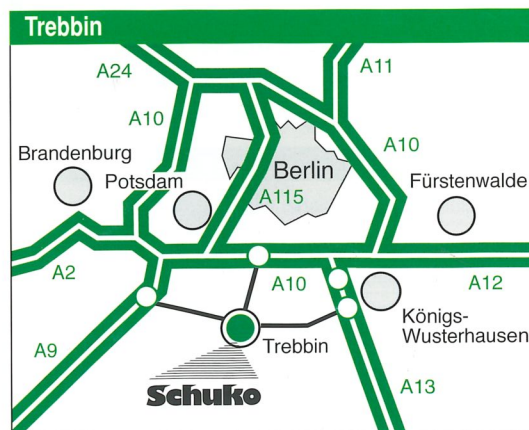 Trebbin
A24
A11
A10
A10
Brandenburg
Potsdam
Berlin
Fürstenwalde
A115
A2
A10
A12
Königs-
Wusterhausen
Trebbin
A9
A13
Schuko